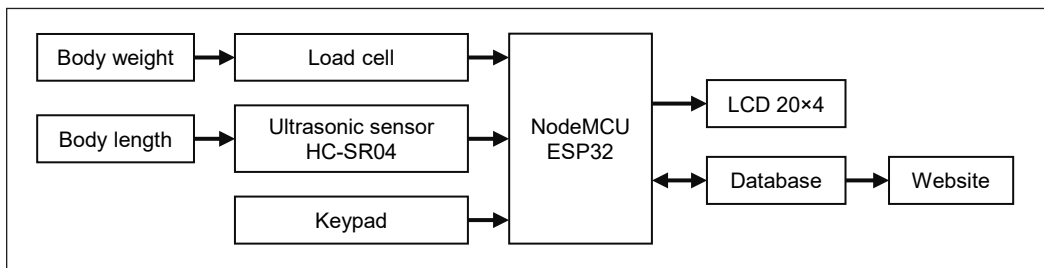 Body weight
Load cell
Body length
Ultrasonic sensor
HC-SR04
Keypad
NodeMCU
ESP32
LCD 20×4
Database
Website